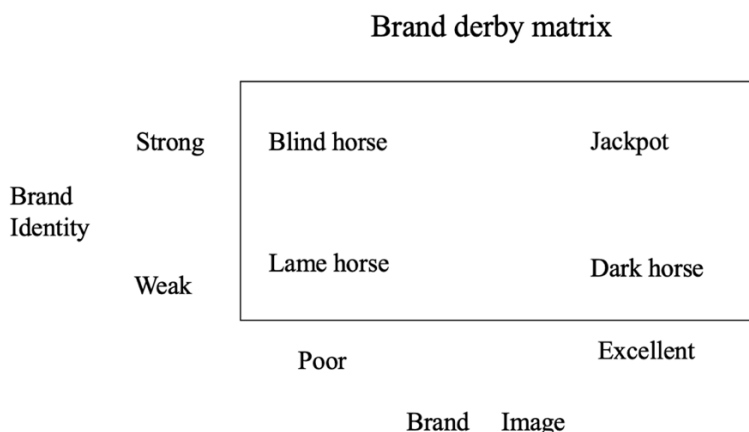 Brand derby matrix
Strong
Blind horse
Jackpot
Brand
Identity
Weak
Lame horse
Dark horse
Poor
Excellent
Brand Image